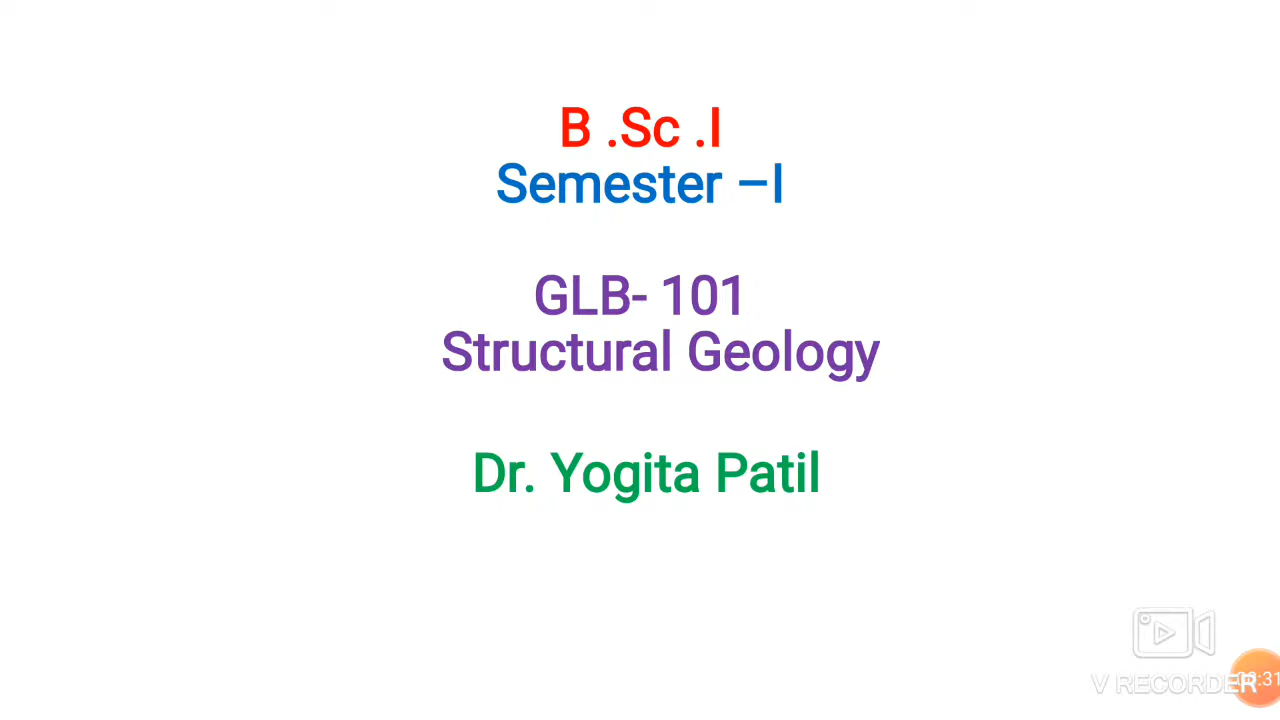 B .Sc .I
Semester –I
GLB- 101
Structural Geology
Dr. Yogita Patil
V RECORDER